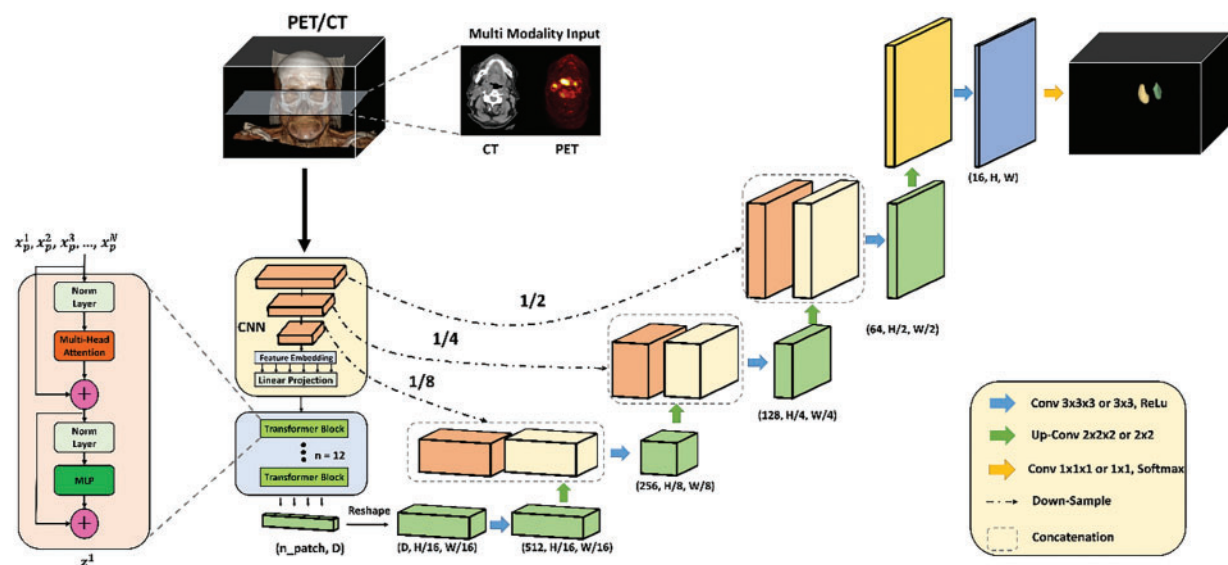 PET/CT
Multi Modality Input
CT
PET
(16, H, W)
x_p^1, x_p^2, x_p^3, ..., x_p^N
Norm
Layer
Multi-Head
Attention
+
Norm
Layer
MLP
+
z^1
CNN
Feature Embedding
Linear Projection
1/2
1/4
1/8
Transformer Block
n = 12
Transformer Block
(n_patch, D)
Reshape
(D, H/16, W/16)
(512, H/16, W/16)
(256, H/8, W/8)
(128, H/4, W/4)
(64, H/2, W/2)
Conv 3x3x3 or 3x3, ReLu
Up-Conv 2x2x2 or 2x2
Conv 1x1x1 or 1x1, Softmax
Down-Sample
Concatenation